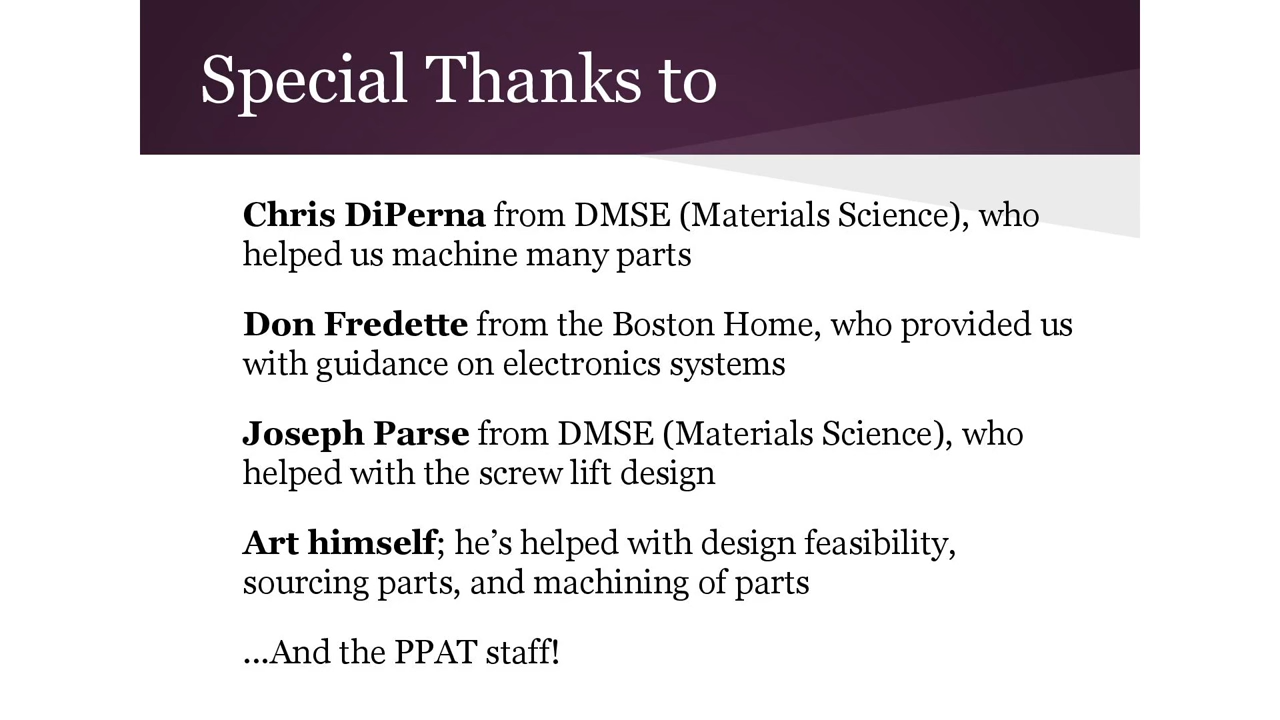 Special Thanks to
Chris DiPerna from DMSE (Materials Science), who
helped us machine many parts
Don Fredette from the Boston Home, who provided us
with guidance on electronics systems
Joseph Parse from DMSE (Materials Science), who
helped with the screw lift design
Art himself; he’s helped with design feasibility,
sourcing parts, and machining of parts
...And the PPAT staff!